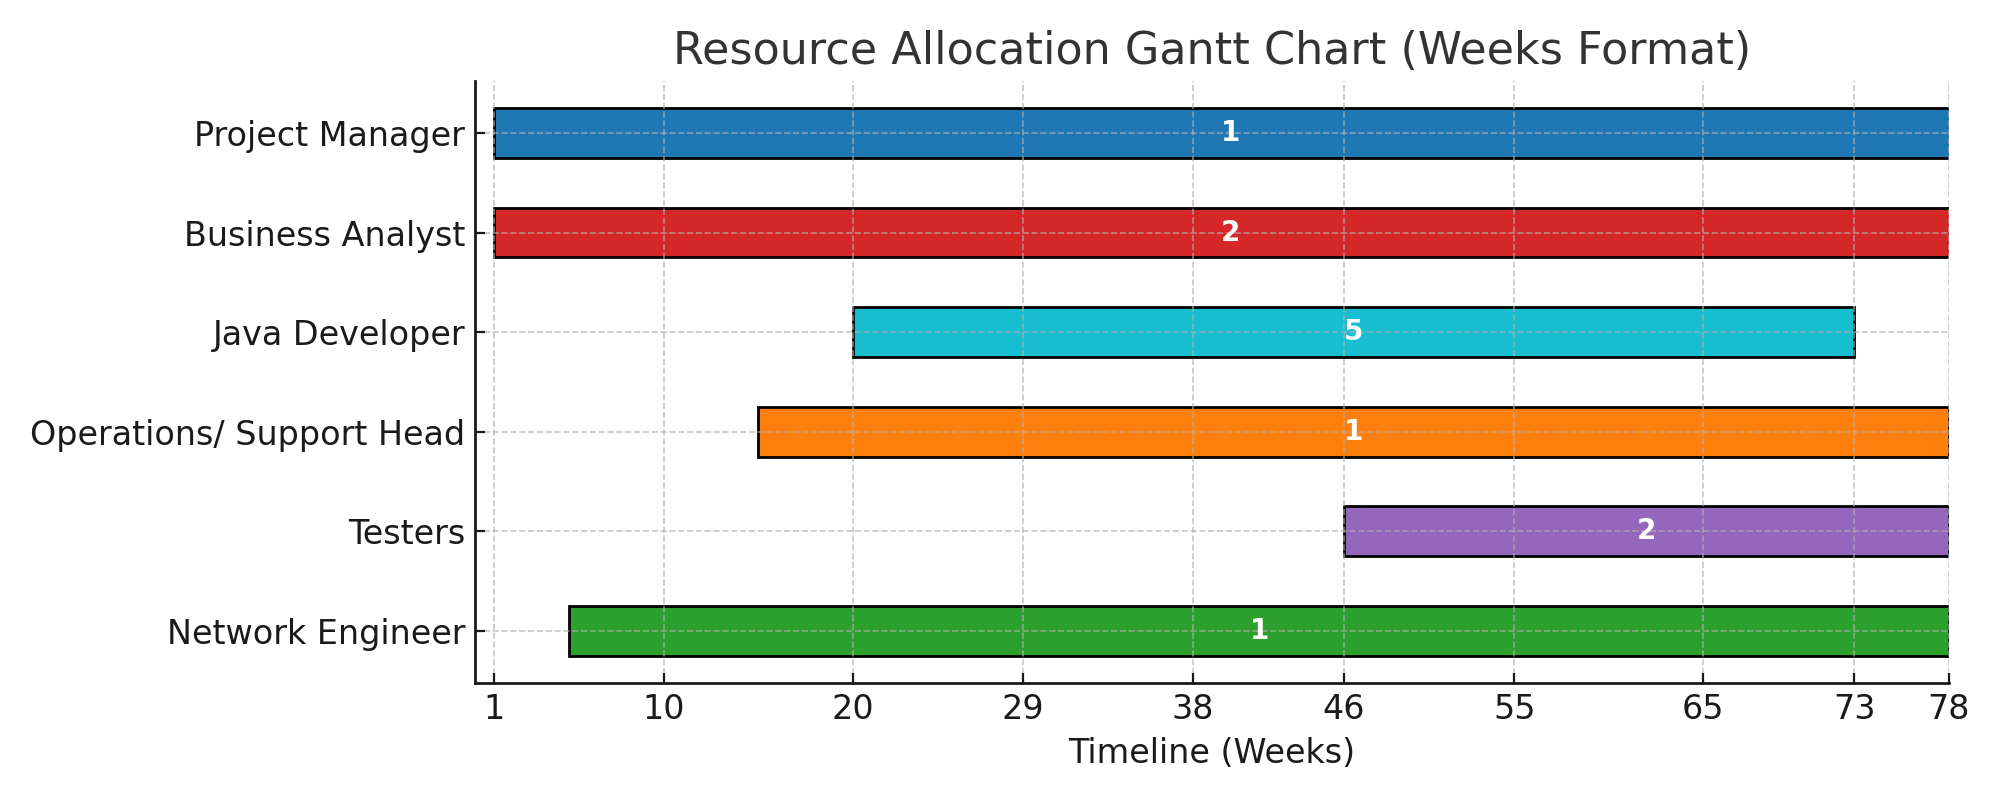 Resource Allocation Gantt Chart (Weeks Format)
Project Manager
1
Business Analyst
2
Java Developer
5
Operations/ Support Head
1
Testers
2
Network Engineer
1
1 10 20 29 38 46 55 65 73 78
Timeline (Weeks)